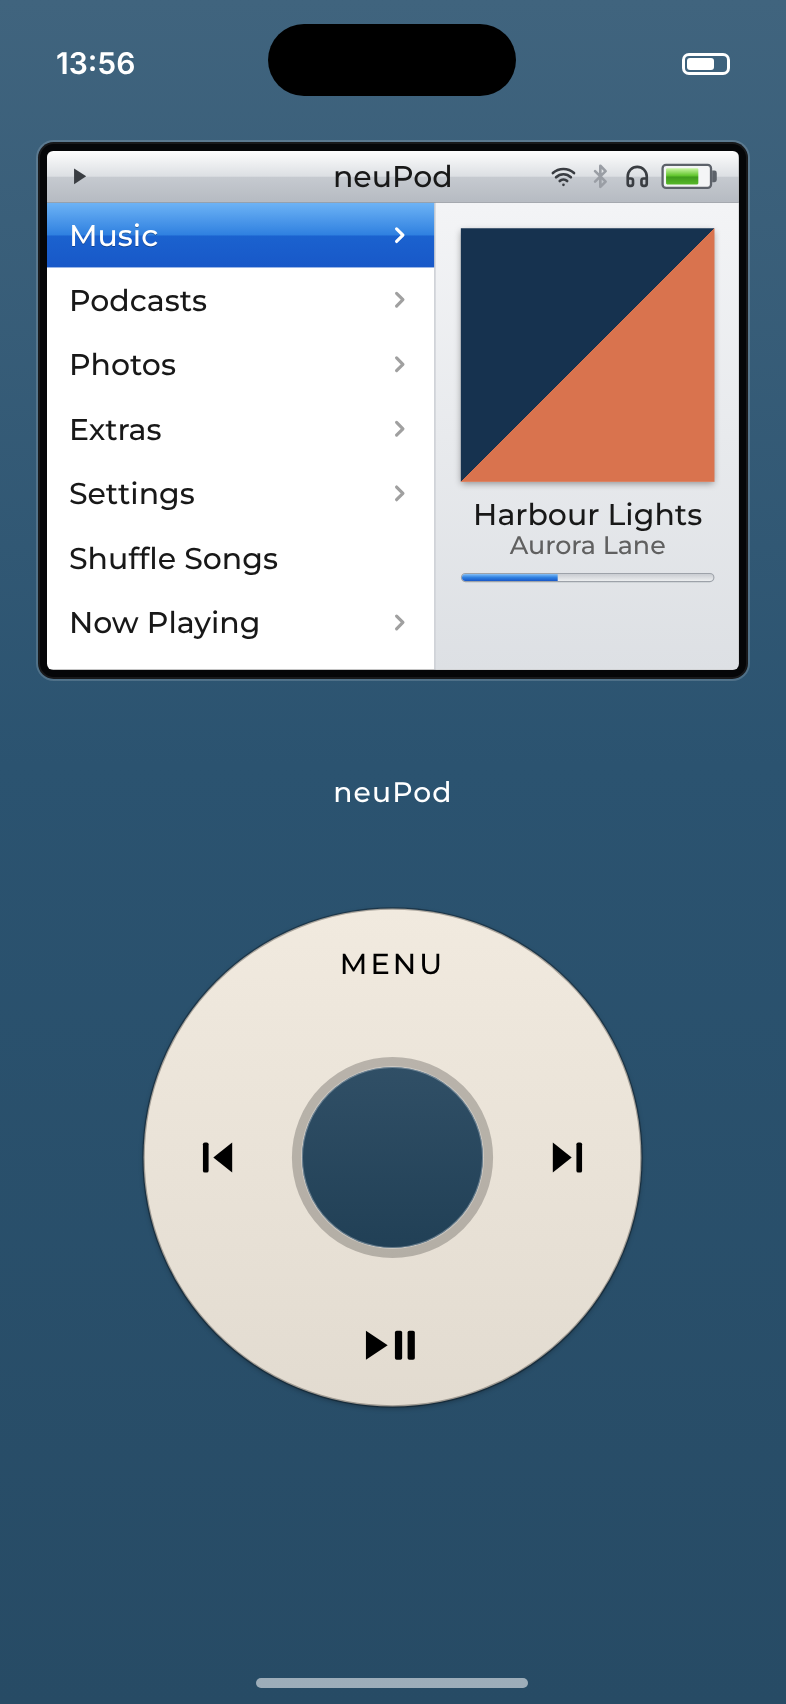 13:56
neuPod
Music
Podcasts
Photos
Extras
Settings
Shuffle Songs
Now Playing
Harbour Lights
Aurora Lane
neuPod
MENU